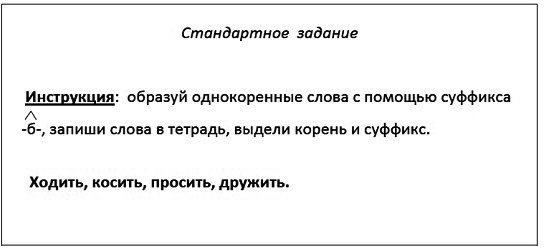 Стандартное задание
Инструкция: образуй однокоренные слова с помощью суффикса
-б-, запиши слова в тетрадь, выдели корень и суффикс.
Ходить, косить, просить, дружить.